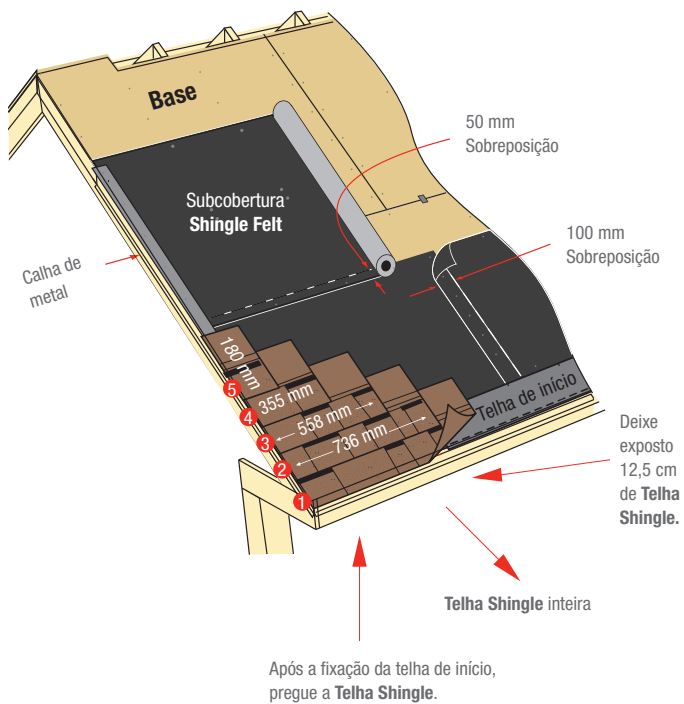 Base
50 mm
Sobreposição
Subcobertura
Shingle Felt
100 mm
Sobreposição
Calha de
metal
180 mm
5
355 mm
4
558 mm
3
736 mm
2
1
Telha de início
Deixe
exposto
12,5 cm
de Telha
Shingle.
Telha Shingle inteira
Após a fixação da telha de início,
pregue a Telha Shingle.